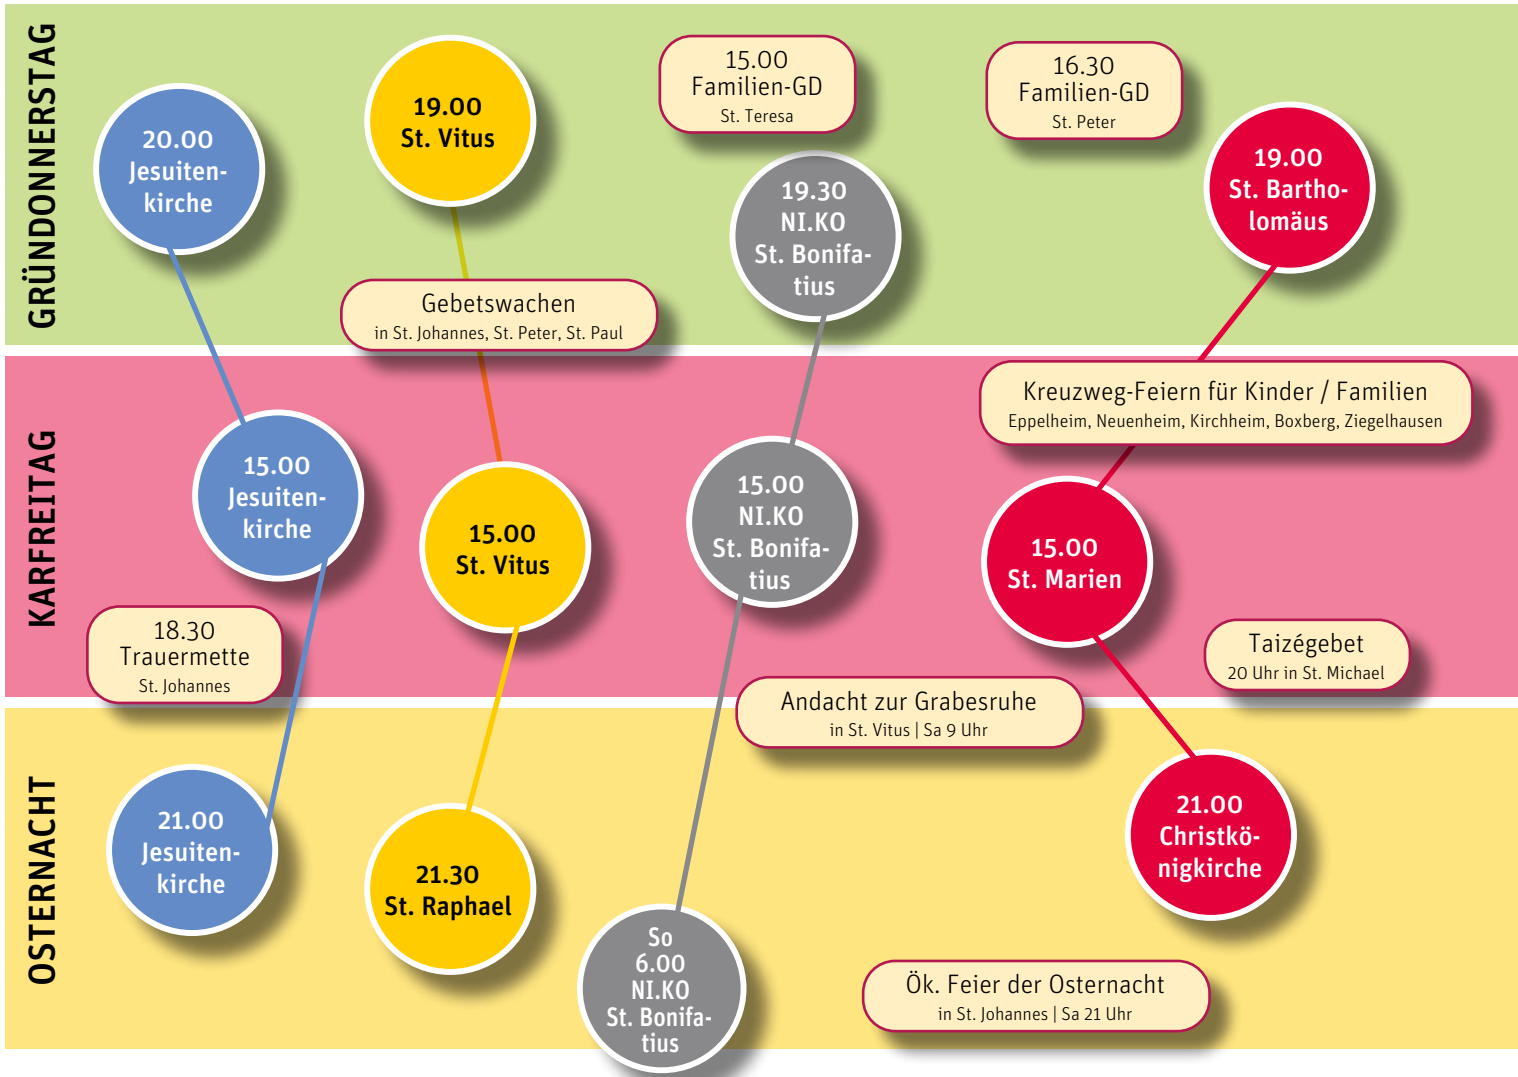 GRÜNDONNERSTAG
20.00
Jesuiten-
kirche
19.00
St. Vitus
15.00
Familien-GD
St. Teresa
19.30
NI.KO
St. Bonifa-
tius
16.30
Familien-GD
St. Peter
19.00
St. Bartho-
lomäus
Gebetswachen
in St. Johannes, St. Peter, St. Paul
KARFREITAG
15.00
Jesuiten-
kirche
15.00
St. Vitus
15.00
NI.KO
St. Bonifa-
tius
Kreuzweg-Feiern für Kinder / Familien
Eppelheim, Neuenheim, Kirchheim, Boxberg, Ziegelhausen
15.00
St. Marien
18.30
Trauermette
St. Johannes
Taizégebet
20 Uhr in St. Michael
Andacht zur Grabesruhe
in St. Vitus | Sa 9 Uhr
OSTERNACHT
21.00
Jesuiten-
kirche
21.30
St. Raphael
So
6.00
NI.KO
St. Bonifa-
tius
21.00
Christkö-
nigkirche
Ök. Feier der Osternacht
in St. Johannes | Sa 21 Uhr